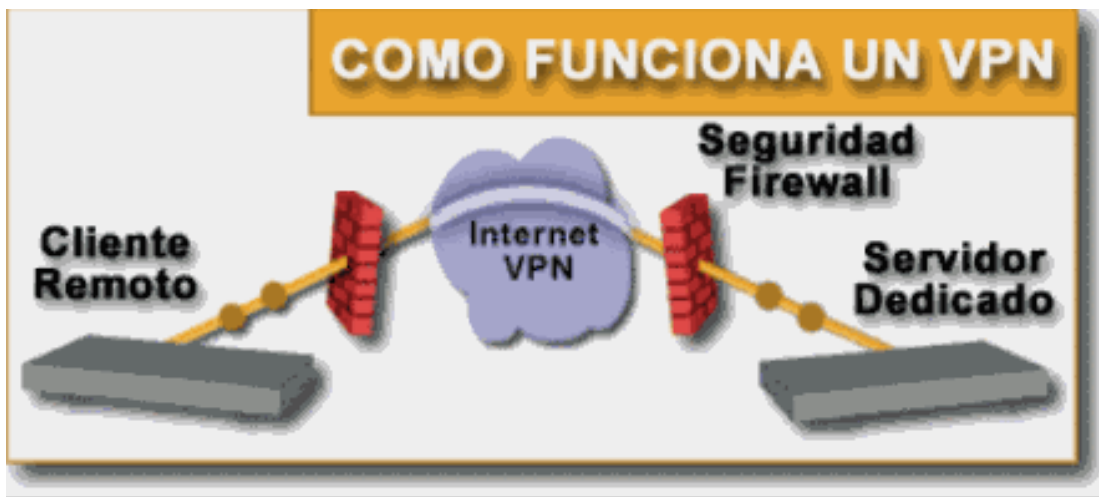 COMO FUNCIONA UN VPN
Seguridad
Firewall
Internet
VPN
Cliente
Remoto
Servidor
Dedicado